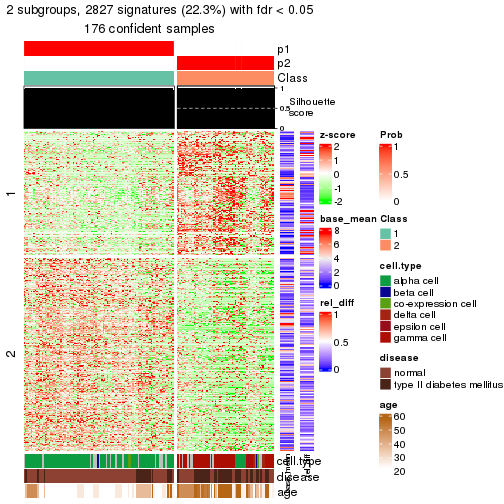 2 subgroups, 2827 signatures (22.3%) with fdr < 0.05
176 confident samples
p1
p2
Class
1
0.5
0
Silhouette
score
1
2
z-score
2
1
0
-1
-2
Prob
1
0.5
0
base_mean
8
6
4
2
0
Class
1
2
rel_diff
1
0.5
0
cell.type
alpha cell
beta cell
co-expression cell
delta cell
epsilon cell
gamma cell
disease
normal
type II diabetes mellitus
age
60
50
40
30
20
cell.type
disease
age